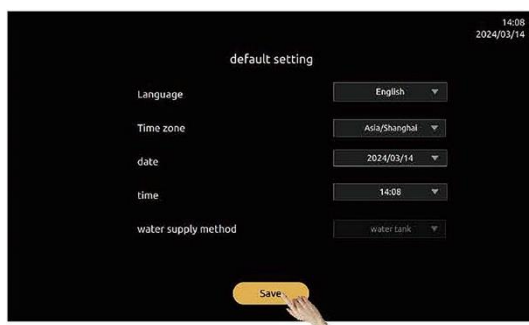 14:08
2024/03/14
default setting
Language English
Time zone Asia/Shanghai
date 2024/03/14
time 14:08
water supply method water tank
Save